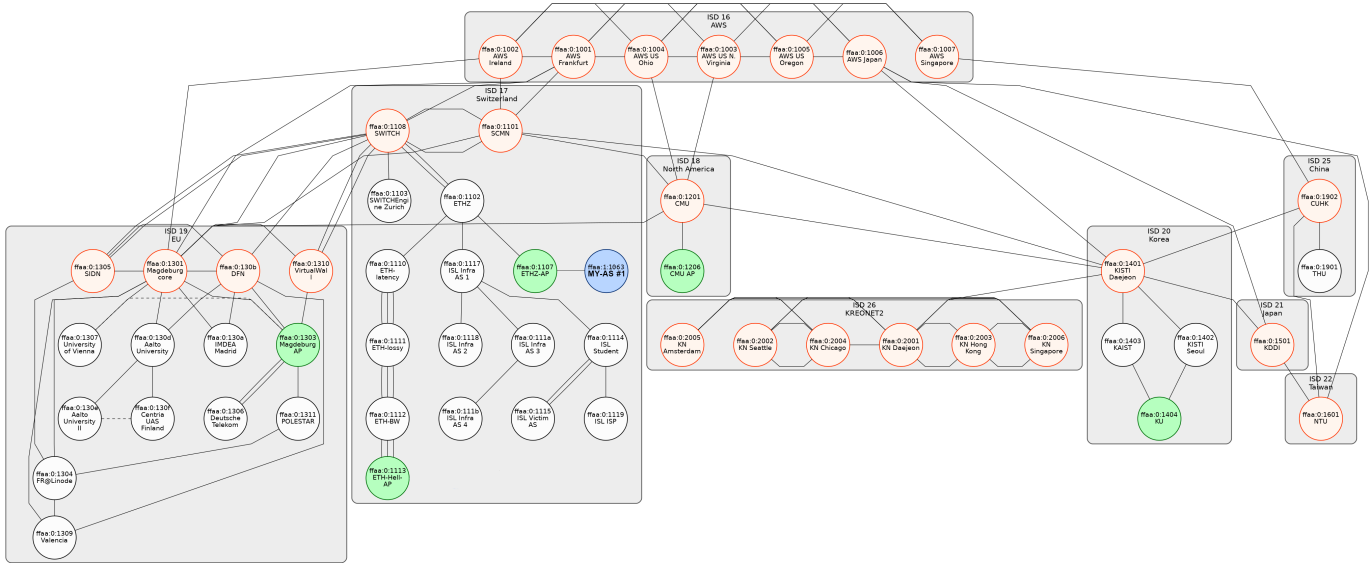 ISD 16
AWS
ffaa:0:1002
AWS
Ireland
ffaa:0:1001
AWS
Frankfurt
ffaa:0:1004
AWS US
Ohio
ffaa:0:1003
AWS US N.
Virginia
ffaa:0:1005
AWS US
Oregon
ffaa:0:1006
AWS Japan
ffaa:0:1007
AWS
Singapore
ISD 17
Switzerland
ffaa:0:1108
SWITCH
ffaa:0:1101
SCMN
ffaa:0:1103
SWITCHEngi
ne Zurich
ffaa:0:1102
ETHZ
ffaa:0:1110
ETH-
latency
ffaa:0:1117
ISL Infra
AS 1
ffaa:0:1107
ETHZ-AP
ffaa:1:1063
MY-AS #1
ffaa:0:1111
ETH-lossy
ffaa:0:1118
ISL Infra
AS 2
ffaa:0:111a
ISL Infra
AS 3
ffaa:0:1114
ISL
Student
ffaa:0:1112
ETH-BW
ffaa:0:111b
ISL Infra
AS 4
ffaa:0:1115
ISL Victim
AS
ffaa:0:1119
ISL ISP
ffaa:0:1113
ETH-Hell-
AP
ISD 18
North America
ffaa:0:1201
CMU
ffaa:0:1206
CMU AP
ISD 25
China
ffaa:0:1902
CUHK
ffaa:0:1901
THU
ISD 19
EU
ffaa:0:1305
SIDN
ffaa:0:1301
Magdeburg
core
ffaa:0:130b
DFN
ffaa:0:1310
VirtualWal
l
ffaa:0:1307
University
of Vienna
ffaa:0:130d
Aalto
University
ffaa:0:130a
IMDEA
Madrid
ffaa:0:1303
Magdeburg
AP
ffaa:0:130e
Aalto
University
II
ffaa:0:130f
Centria
UAS
Finland
ffaa:0:1306
Deutsche
Telekom
ffaa:0:1311
POLESTAR
ffaa:0:1304
FR@Linode
ffaa:0:1309
Valencia
ISD 20
Korea
ffaa:0:1401
KISTI
Daejeon
ffaa:0:1403
KAIST
ffaa:0:1402
KISTI
Seoul
ffaa:0:1404
KU
ISD 26
KREONET2
ffaa:0:2005
KN
Amsterdam
ffaa:0:2002
KN Seattle
ffaa:0:2004
KN Chicago
ffaa:0:2001
KN Daejeon
ffaa:0:2003
KN Hong
Kong
ffaa:0:2006
KN
Singapore
ISD 21
Japan
ffaa:0:1501
KDDI
ISD 22
Taiwan
ffaa:0:1601
NTU